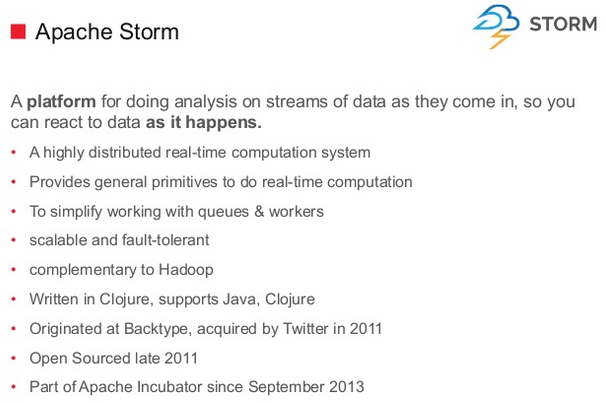 Apache Storm
STORM
A platform for doing analysis on streams of data as they come in, so you
can react to data as it happens.
• A highly distributed real-time computation system
• Provides general primitives to do real-time computation
• To simplify working with queues & workers
• scalable and fault-tolerant
• complementary to Hadoop
• Written in Clojure, supports Java, Clojure
• Originated at Backtype, acquired by Twitter in 2011
• Open Sourced late 2011
• Part of Apache Incubator since September 2013